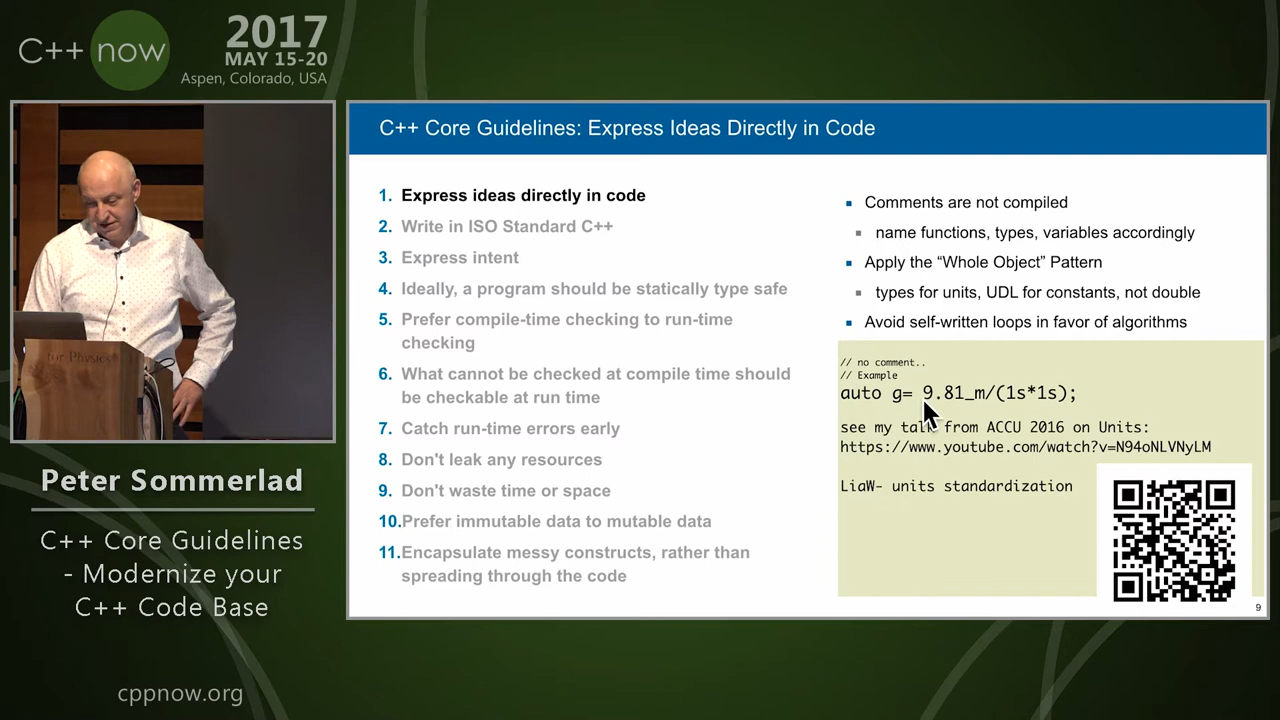 C++ now
2017
MAY 15-20
Aspen, Colorado, USA
for Physics
Peter Sommerlad
C++ Core Guidelines
- Modernize your
C++ Code Base
cppnow.org
C++ Core Guidelines: Express Ideas Directly in Code
1. Express ideas directly in code
2. Write in ISO Standard C++
3. Express intent
4. Ideally, a program should be statically type safe
5. Prefer compile-time checking to run-time
checking
6. What cannot be checked at compile time should
be checkable at run time
7. Catch run-time errors early
8. Don't leak any resources
9. Don't waste time or space
10.Prefer immutable data to mutable data
11.Encapsulate messy constructs, rather than
spreading through the code
▪ Comments are not compiled
▪ name functions, types, variables accordingly
▪ Apply the “Whole Object” Pattern
▪ types for units, UDL for constants, not double
▪ Avoid self-written loops in favor of algorithms
// no comment..
// Example
auto g= 9.81_m/(1s*1s);
see my talk from ACCU 2016 on Units:
https://www.youtube.com/watch?v=N94oNLVNyLM
LiaW- units standardization
9